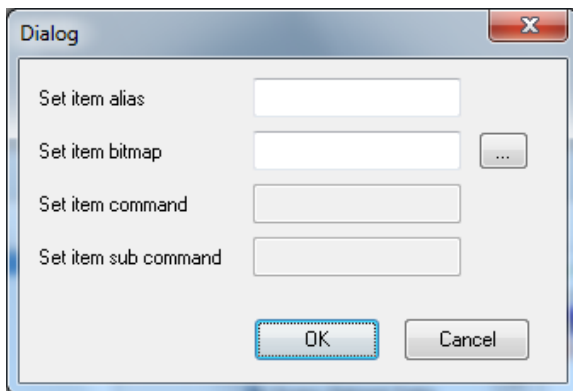 Dialog
Set item alias
Set item bitmap
...
Set item command
Set item sub command
OK
Cancel